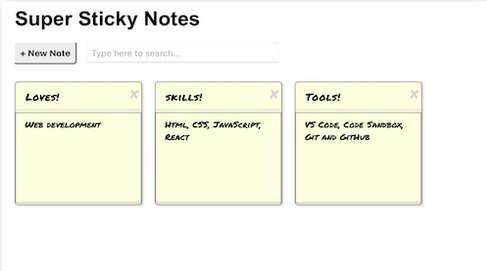 Super Sticky Notes
+ New Note
Type here to search...
Loves!
x
skills!
x
Tools!
x
Web development
Html, CSS, JavaScript,
React
VS Code, Code Sandbox,
Git and GitHub